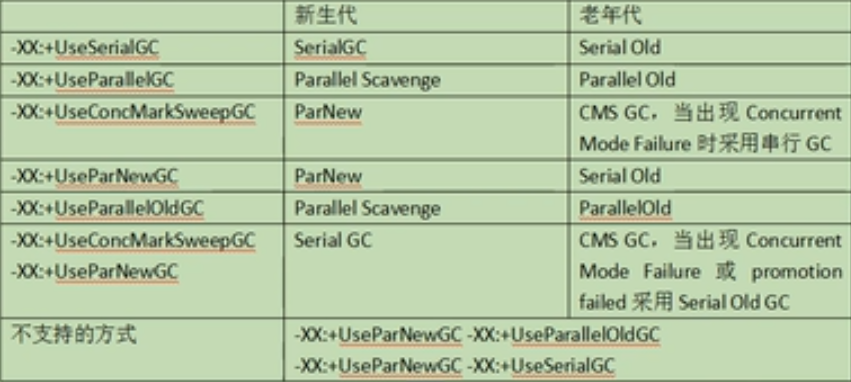 新生代 老年代
-XX:+UseSerialGC SerialGC Serial Old
-XX:+UseParallelGC Parallel Scavenge Parallel Old
-XX:+UseConcMarkSweepGC ParNew CMS GC，当出现 Concurrent
Mode Failure 时采用串行 GC
-XX:+UseParNewGC ParNew Serial Old
-XX:+UseParallelOldGC Parallel Scavenge ParallelOld
-XX:+UseConcMarkSweepGC Serial GC CMS GC，当出现 Concurrent
-XX:+UseParNewGC Mode Failure 或 promotion
failed 采用 Serial Old GC
不支持的方式 -XX:+UseParNewGC -XX:+UseParallelOldGC
-XX:+UseParNewGC -XX:+UseSerialGC